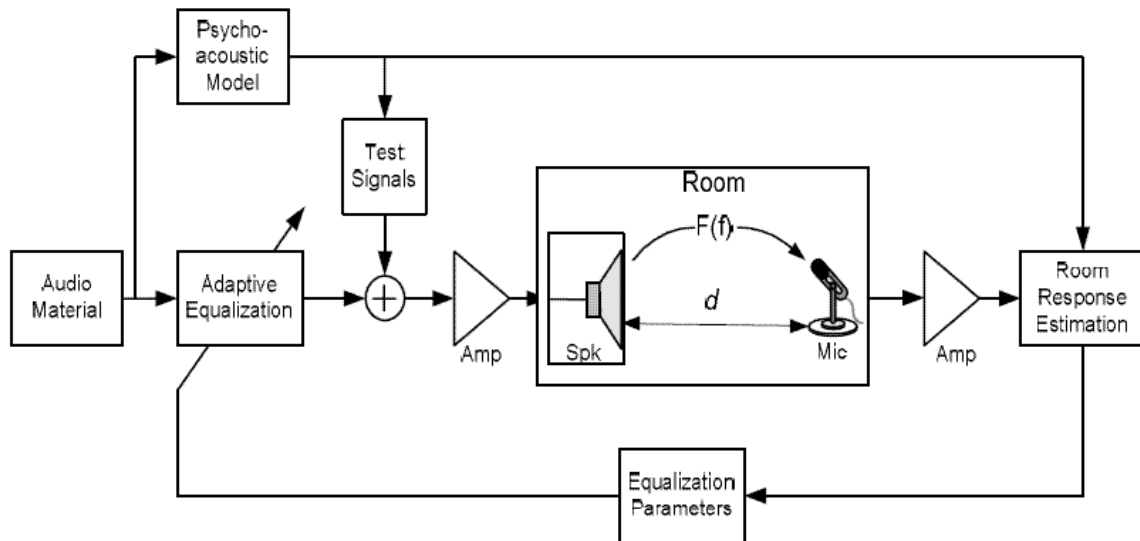 Psycho-
acoustic
Model
Test
Signals
Room
F(f)
Audio
Material
Adaptive
Equalization
+
d
Amp
Spk
Mic
Amp
Room
Response
Estimation
Equalization
Parameters